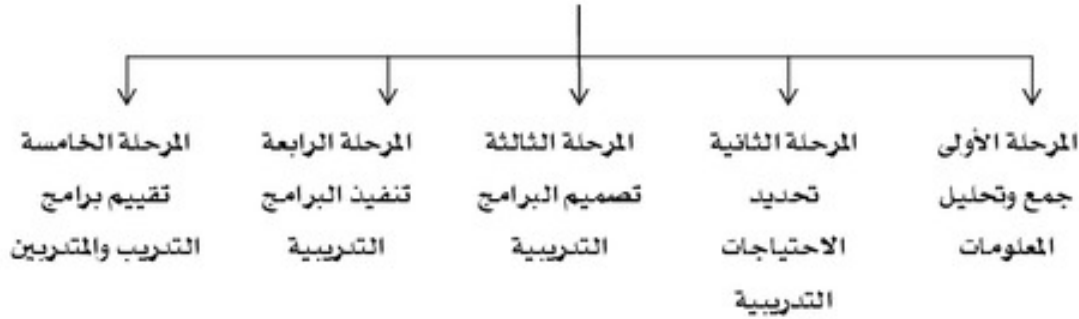 المرحلة الأولى
جمع وتحليل
المعلومات
المرحلة الثانية
تحديد
الاحتياجات
التدريبية
المرحلة الثالثة
تصميم البرامج
التدريبية
المرحلة الرابعة
تنفيذ البرامج
التدريبية
المرحلة الخامسة
تقييم برامج
التدريب والمتدربين